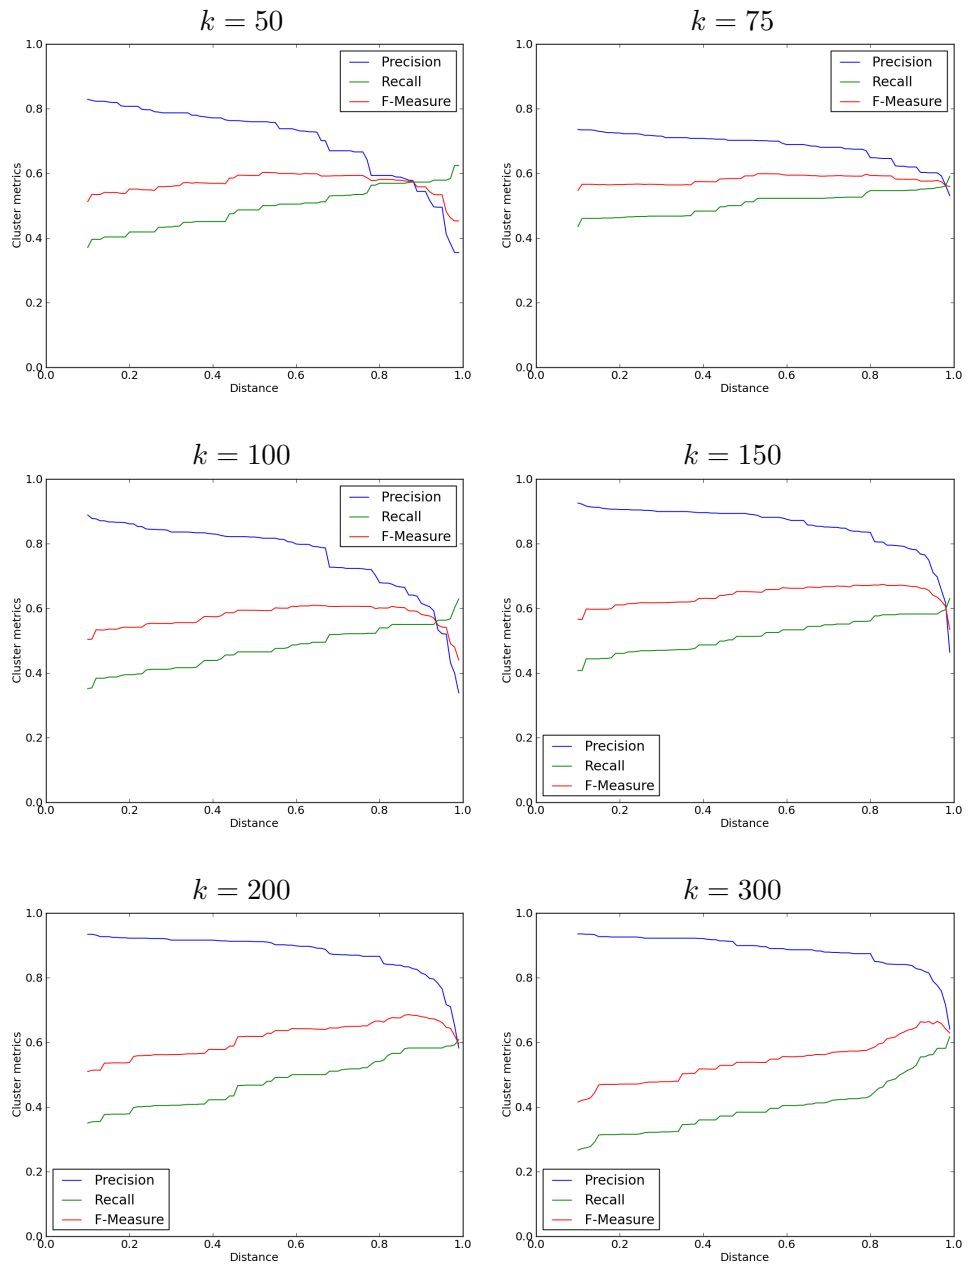 k = 50
1.0
0.8
0.6
0.4
0.2
0.0
Cluster metrics
Precision
Recall
F-Measure
0.0 0.2 0.4 0.6 0.8 1.0
Distance
k = 75
1.0
0.8
0.6
0.4
0.2
0.0
Cluster metrics
Precision
Recall
F-Measure
0.0 0.2 0.4 0.6 0.8 1.0
Distance
k = 100
1.0
0.8
0.6
0.4
0.2
0.0
Cluster metrics
Precision
Recall
F-Measure
0.0 0.2 0.4 0.6 0.8 1.0
Distance
k = 150
1.0
0.8
0.6
0.4
0.2
0.0
Cluster metrics
Precision
Recall
F-Measure
0.0 0.2 0.4 0.6 0.8 1.0
Distance
k = 200
1.0
0.8
0.6
0.4
0.2
0.0
Cluster metrics
Precision
Recall
F-Measure
0.0 0.2 0.4 0.6 0.8 1.0
Distance
k = 300
1.0
0.8
0.6
0.4
0.2
0.0
Cluster metrics
Precision
Recall
F-Measure
0.0 0.2 0.4 0.6 0.8 1.0
Distance